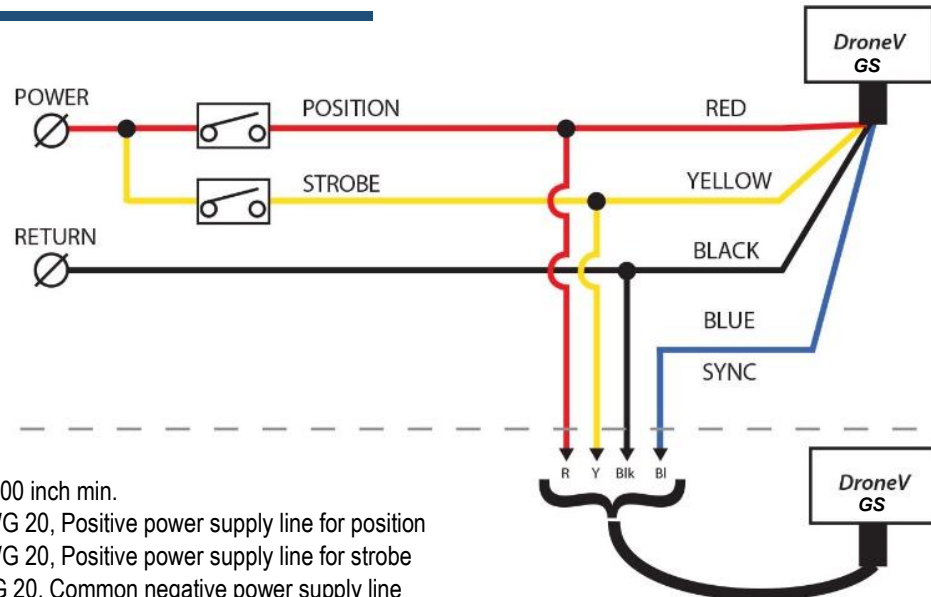 DroneV
GS
POWER
POSITION
RED
STROBE
YELLOW
RETURN
BLACK
BLUE
SYNC
R Y Blk Bl
DroneV
GS
00 inch min.
G 20, Positive power supply line for position
G 20, Positive power supply line for strobe
G 20, Common negative power supply line